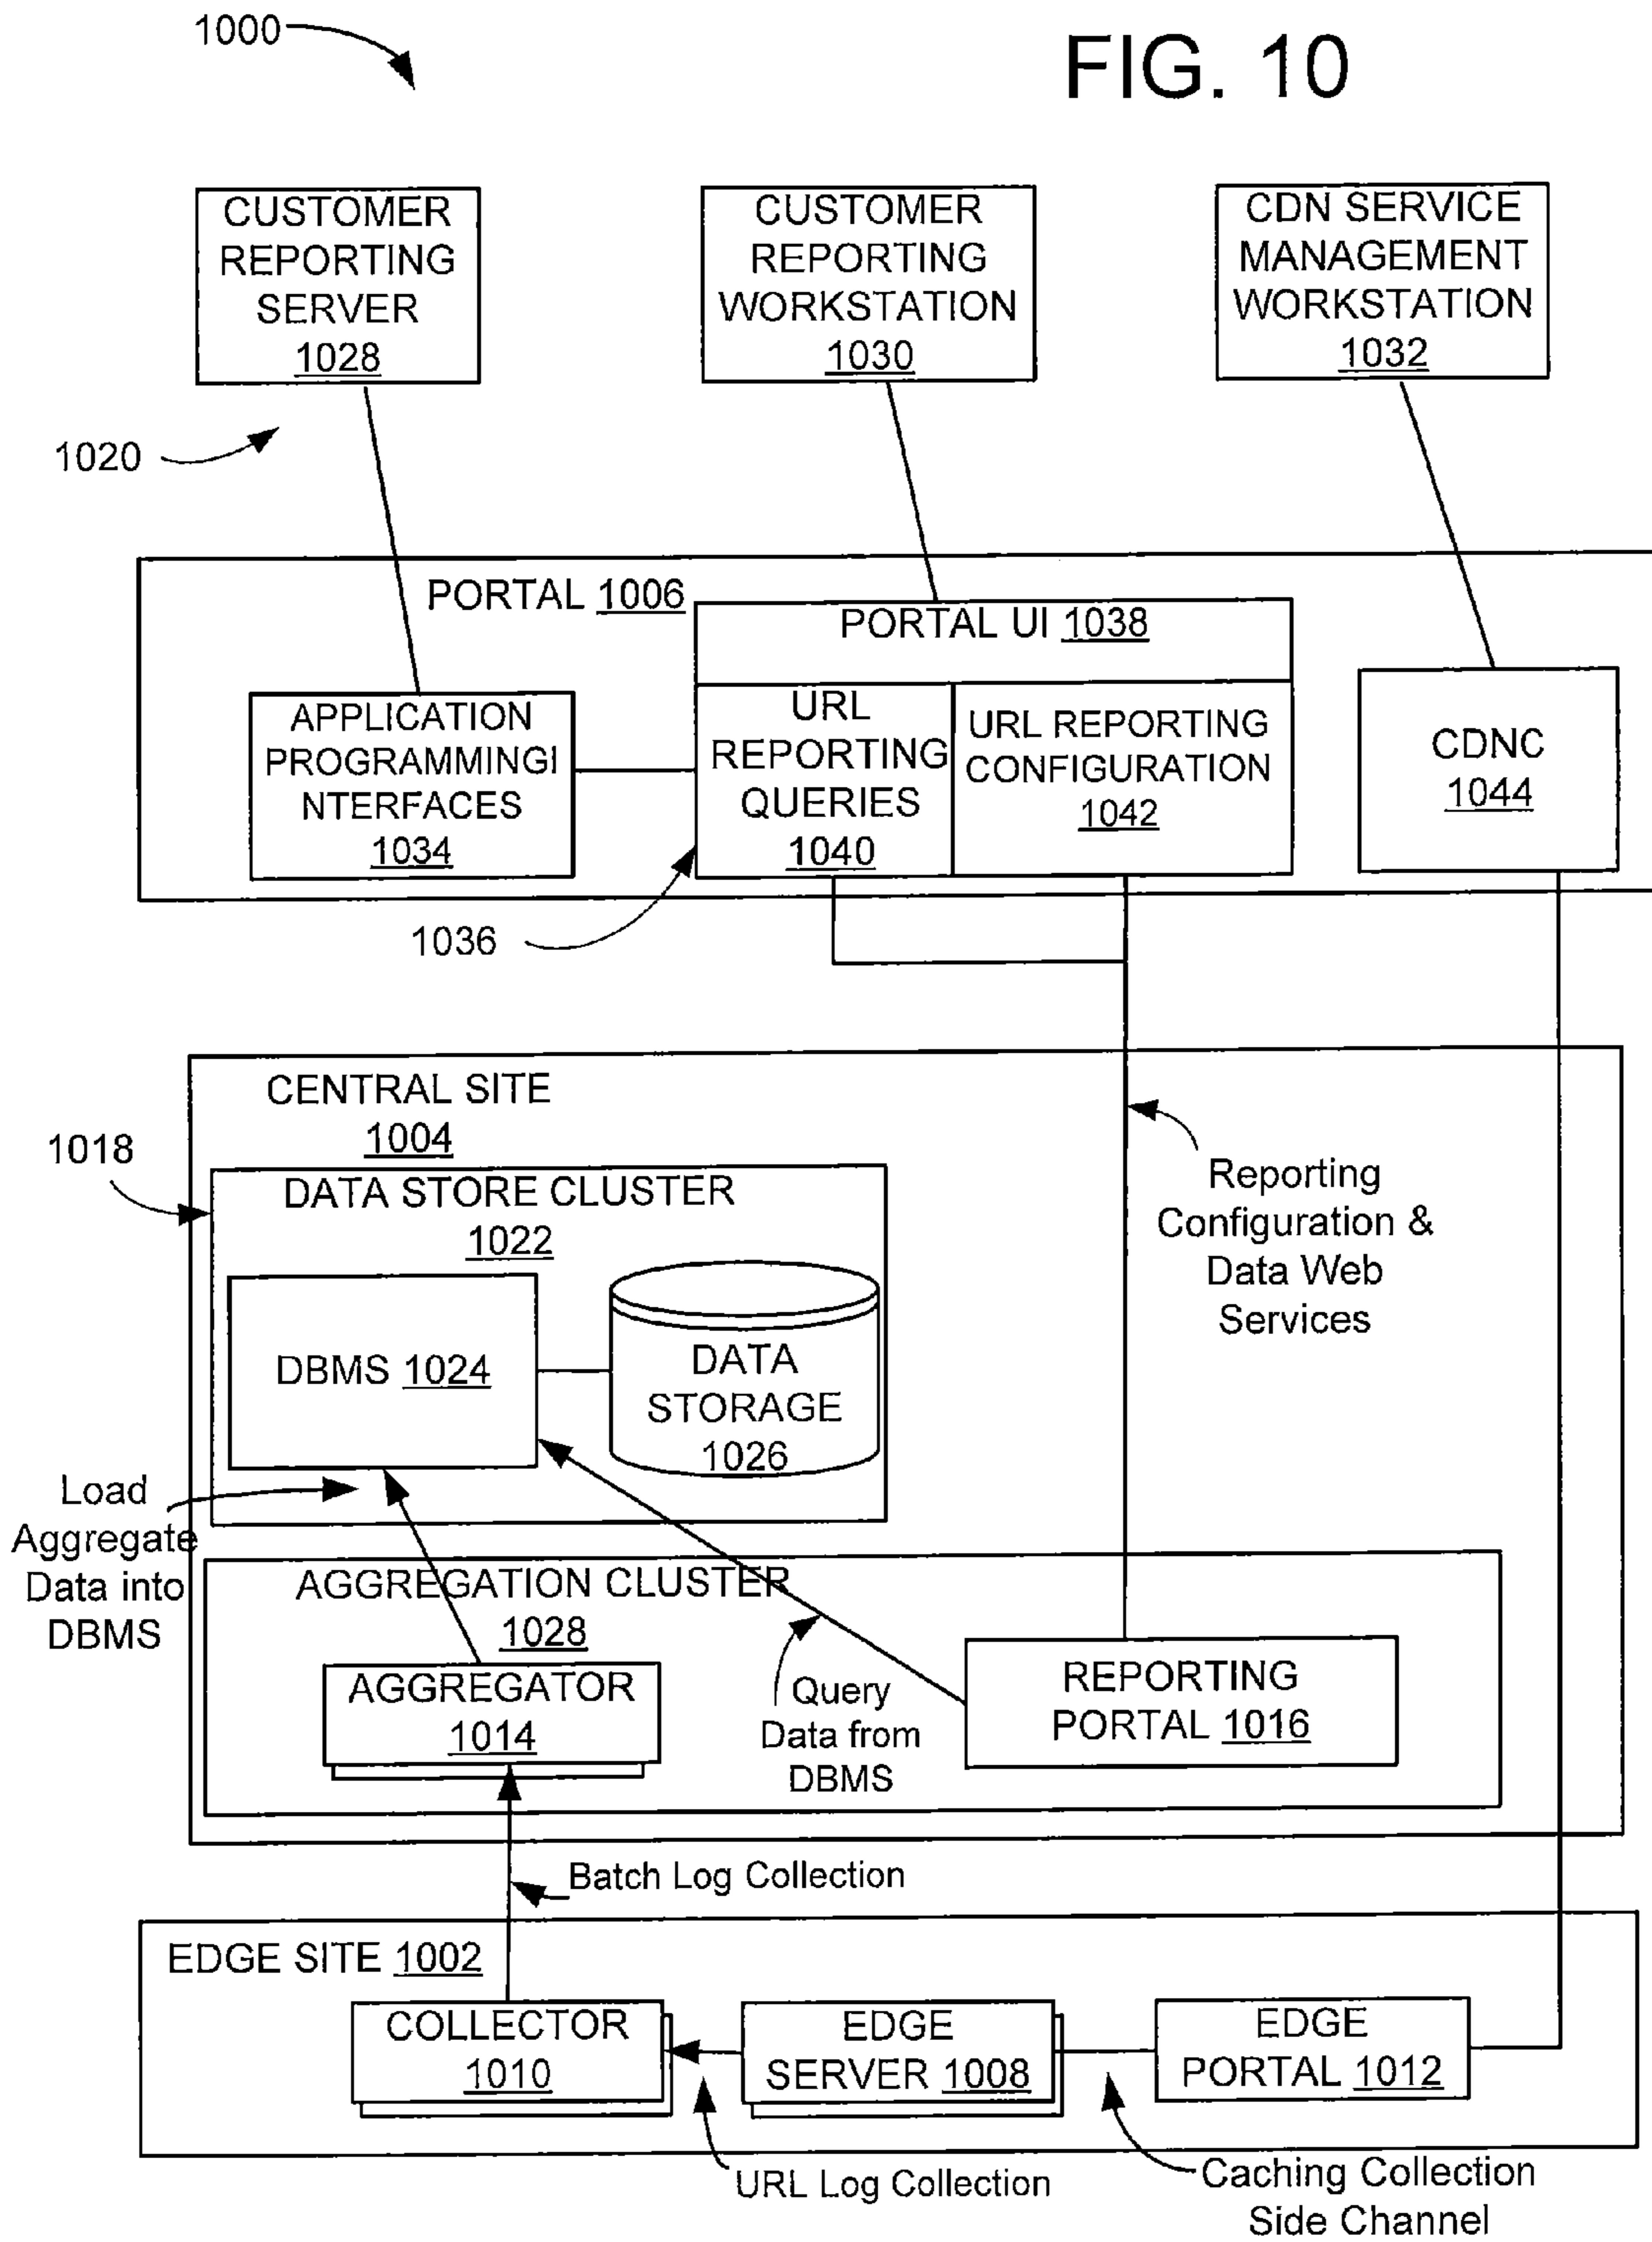 1000
FIG. 10
CUSTOMER
REPORTING
SERVER
1028
CUSTOMER
REPORTING
WORKSTATION
1030
CDN SERVICE
MANAGEMENT
WORKSTATION
1032
1020
PORTAL 1006
PORTAL UI 1038
APPLICATION
PROGRAMMINGI
NTERFACES
1034
URL
REPORTING
QUERIES
1040
URL REPORTING
CONFIGURATION
1042
CDNC
1044
1036
CENTRAL SITE
1004
1018
DATA STORE CLUSTER
1022
DBMS 1024
DATA
STORAGE
1026
Reporting
Configuration &
Data Web
Services
Load
Aggregate
Data into
DBMS
AGGREGATION CLUSTER
1028
AGGREGATOR
1014
Query
Data from
DBMS
REPORTING
PORTAL 1016
Batch Log Collection
EDGE SITE 1002
COLLECTOR
1010
EDGE
SERVER 1008
EDGE
PORTAL 1012
URL Log Collection
Caching Collection
Side Channel